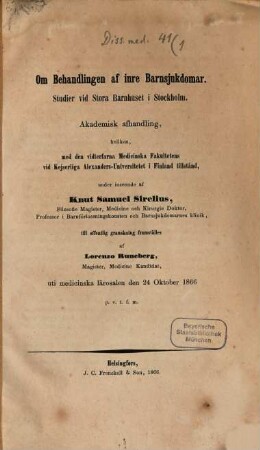 Diss. med. 41/1
Om Behandlingen af inre Barnsjukdomar.
Studier vid Stora Barnhuset i Stockholm.
Akademisk afhandling,
hvilken,
med den vidterfarna Medicinska Fakultetens
vid Kejserliga Alexanders-Universitetet i Finland tillstånd,
under inseende af
Knut Samuel Sirelius,
Filosofie Magister, Medicine och Kirurgie Doktor,
Professor i Barnförlossningskonsten och Barnsjukdomarnes klinik,
till offentlig granskning framställes
af
Lorenzo Runeberg,
Magister, Medicine Kandidat,
uti medicinska lärosalen den 24 Oktober 1866
p. v. t. f. m.
Bayerische
Staatsbibliothek
München
Helsingfors,
J. C. Frenckell & Son, 1866